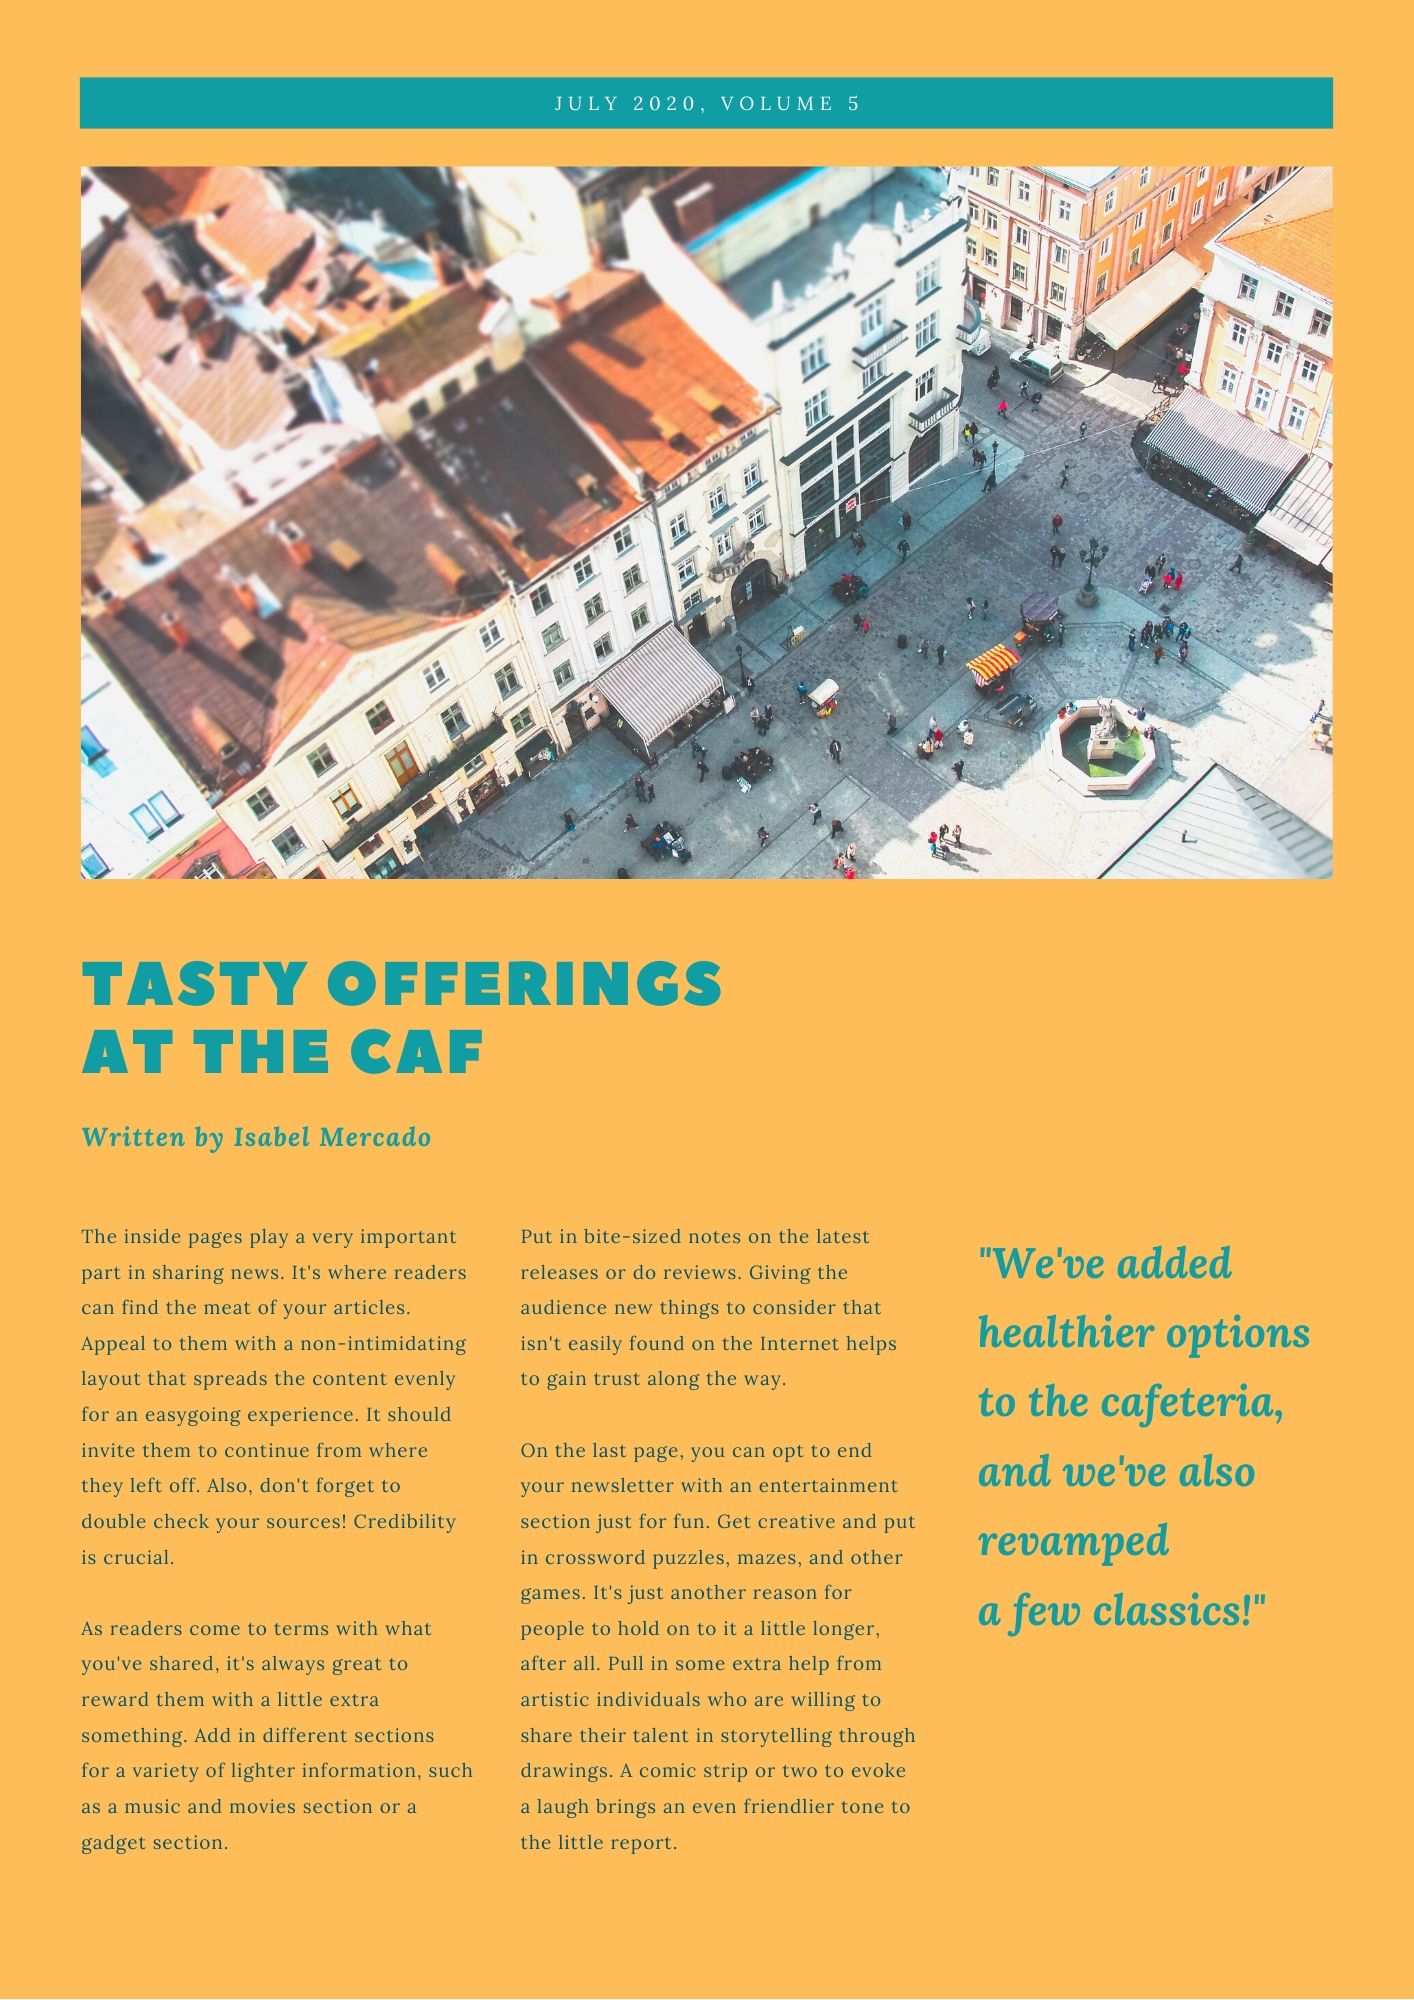 JULY 2020, VOLUME 5
TASTY OFFERINGS
AT THE CAF
Written by Isabel Mercado
The inside pages play a very important
part in sharing news. It's where readers
can find the meat of your articles.
Appeal to them with a non-intimidating
layout that spreads the content evenly
for an easygoing experience. It should
invite them to continue from where
they left off. Also, don't forget to
double check your sources! Credibility
is crucial.
As readers come to terms with what
you've shared, it's always great to
reward them with a little extra
something. Add in different sections
for a variety of lighter information, such
as a music and movies section or a
gadget section.
Put in bite-sized notes on the latest
releases or do reviews. Giving the
audience new things to consider that
isn't easily found on the Internet helps
to gain trust along the way.
On the last page, you can opt to end
your newsletter with an entertainment
section just for fun. Get creative and put
in crossword puzzles, mazes, and other
games. It's just another reason for
people to hold on to it a little longer,
after all. Pull in some extra help from
artistic individuals who are willing to
share their talent in storytelling through
drawings. A comic strip or two to evoke
a laugh brings an even friendlier tone to
the little report.
"We've added
healthier options
to the cafeteria,
and we've also
revamped
a few classics!"